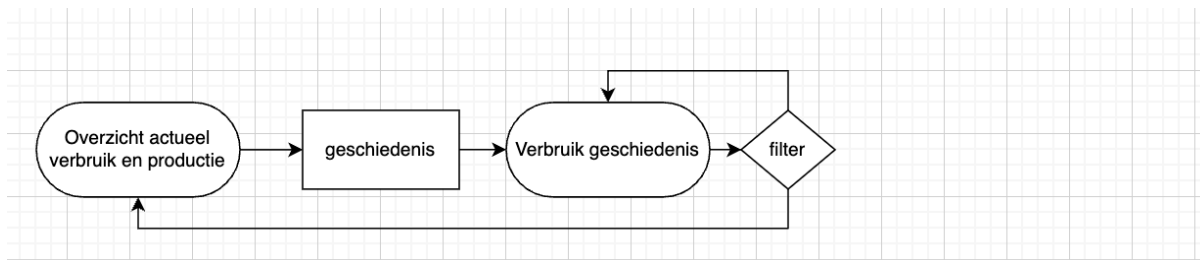 Overzicht actueel
verbruik en productie
geschiedenis
Verbruik geschiedenis
filter